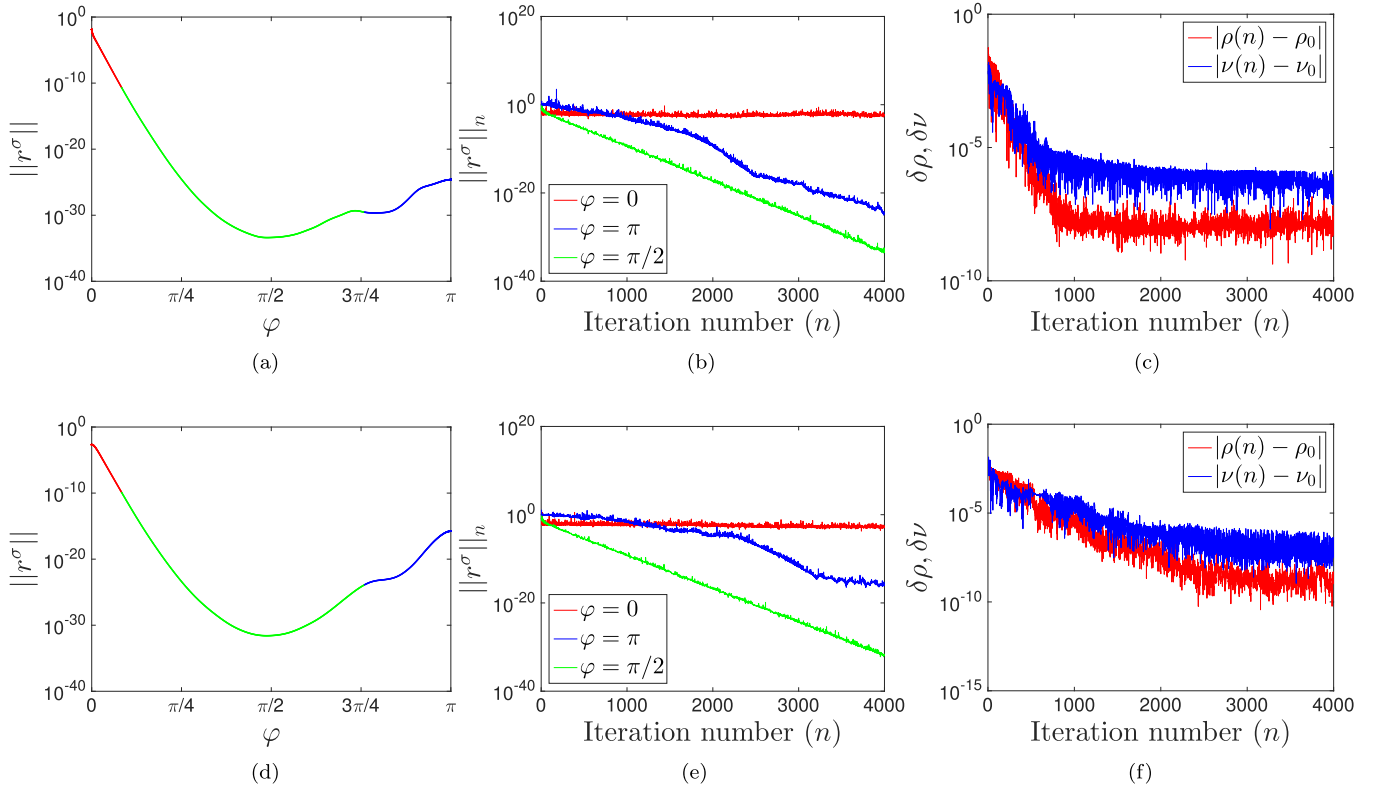 10^0
10^-10
10^-20
10^-30
10^-40
||r^σ||
0 π/4 π/2 3π/4 π
φ
(a)
10^20
10^0
10^-20
10^-40
||r^σ||_n
φ = 0
φ = π
φ = π/2
0 1000 2000 3000 4000
Iteration number (n)
(b)
10^0
10^-5
10^-10
δρ, δν
|ρ(n) − ρ_0|
|ν(n) − ν_0|
0 1000 2000 3000 4000
Iteration number (n)
(c)
10^0
10^-10
10^-20
10^-30
10^-40
||r^σ||
0 π/4 π/2 3π/4 π
φ
(d)
10^20
10^0
10^-20
10^-40
||r^σ||_n
φ = 0
φ = π
φ = π/2
0 1000 2000 3000 4000
Iteration number (n)
(e)
10^0
10^-5
10^-10
10^-15
δρ, δν
|ρ(n) − ρ_0|
|ν(n) − ν_0|
0 1000 2000 3000 4000
Iteration number (n)
(f)